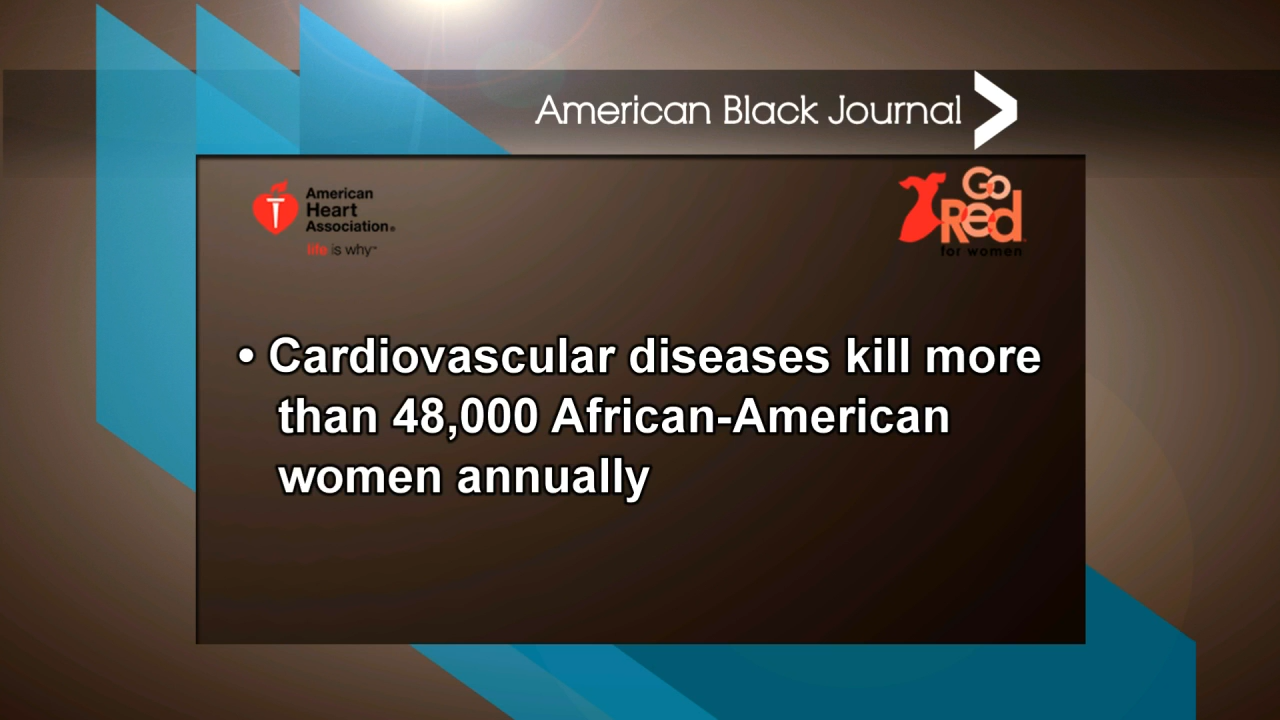 American Black Journal
American
Heart
Association®
life is why™
Go
Red
for women
• Cardiovascular diseases kill more
than 48,000 African-American
women annually